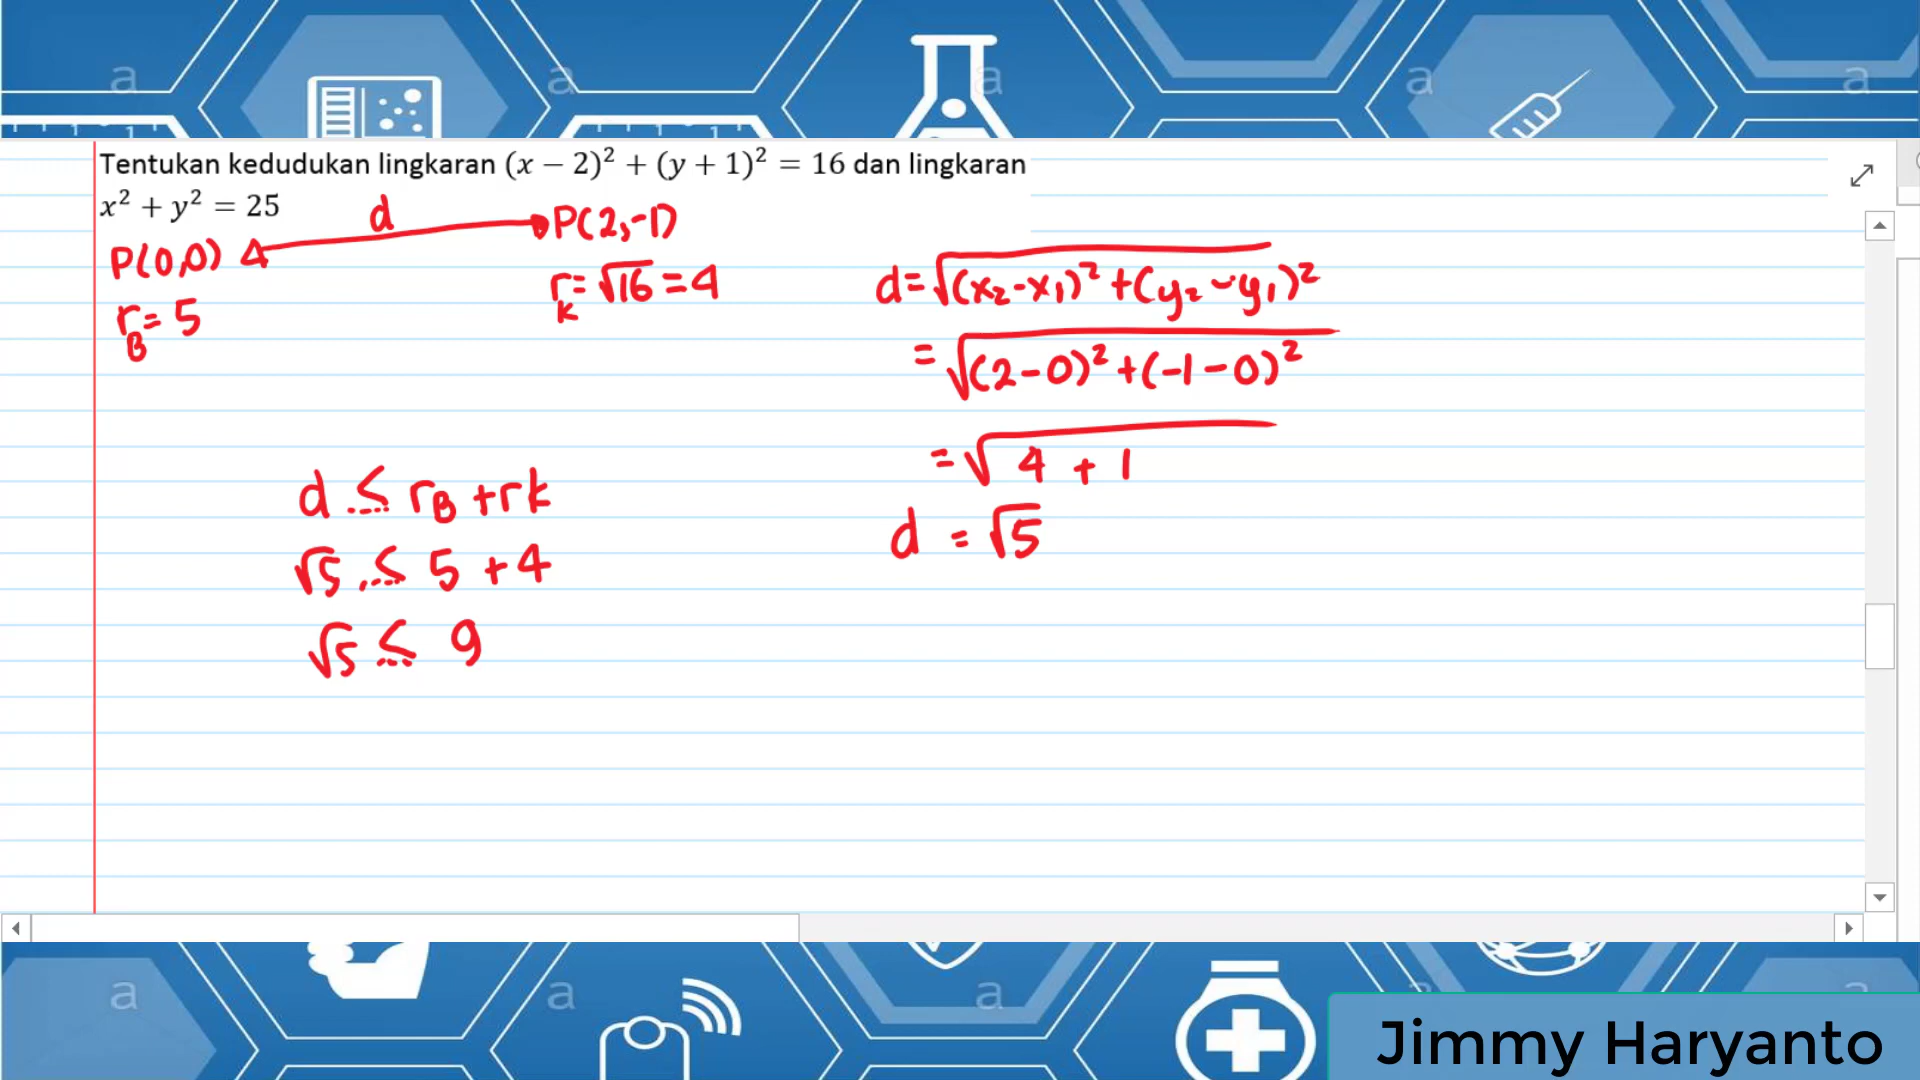 Tentukan kedudukan lingkaran (x − 2)² + (y + 1)² = 16 dan lingkaran
x² + y² = 25
d
P(0,0)
P(2,-1)
r_B = 5
r_k = √16 = 4
d = √(x₂-x₁)² + (y₂-y₁)²
= √(2-0)² + (-1-0)²
= √4 + 1
d = √5
d ≤ r_B + rk
√5 ≤ 5 + 4
√5 ≤ 9
Jimmy Haryanto
a a a a a
a a a